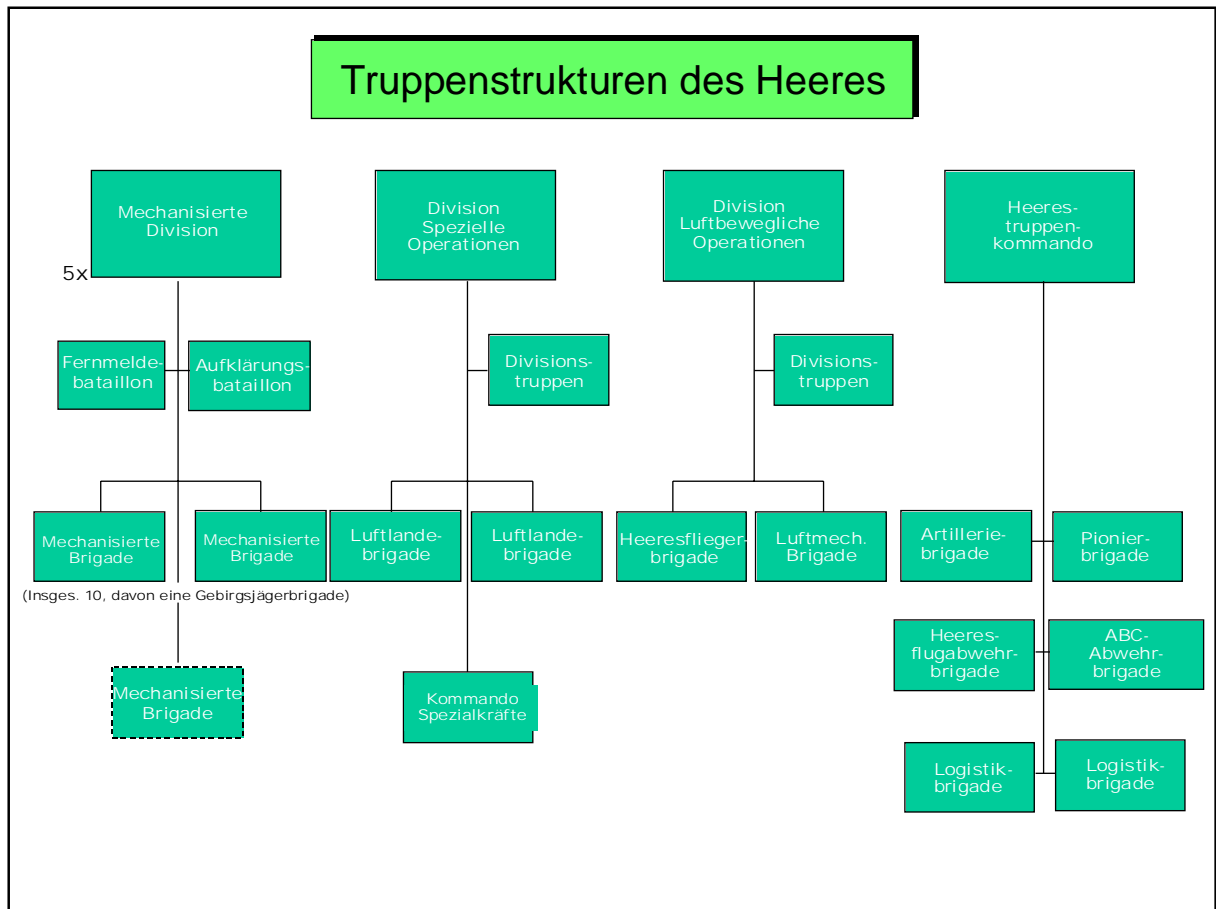 Truppenstrukturen des Heeres
Mechanisierte
Division
5x
Division
Spezielle
Operationen
Division
Luftbewegliche
Operationen
Heeres-
truppen-
kommando
Fernmelde-
bataillon
Aufklärungs-
bataillon
Divisions-
truppen
Divisions-
truppen
Mechanisierte
Brigade
Mechanisierte
Brigade
Luftlande-
brigade
Luftlande-
brigade
Heeresflieger-
brigade
Luftmech.
Brigade
Artillerie-
brigade
Pionier-
brigade
(Insges. 10, davon eine Gebirgsjägerbrigade)
Heeres-
flugabwehr-
brigade
ABC-
Abwehr-
brigade
Mechanisierte
Brigade
Kommando
Spezialkräfte
Logistik-
brigade
Logistik-
brigade